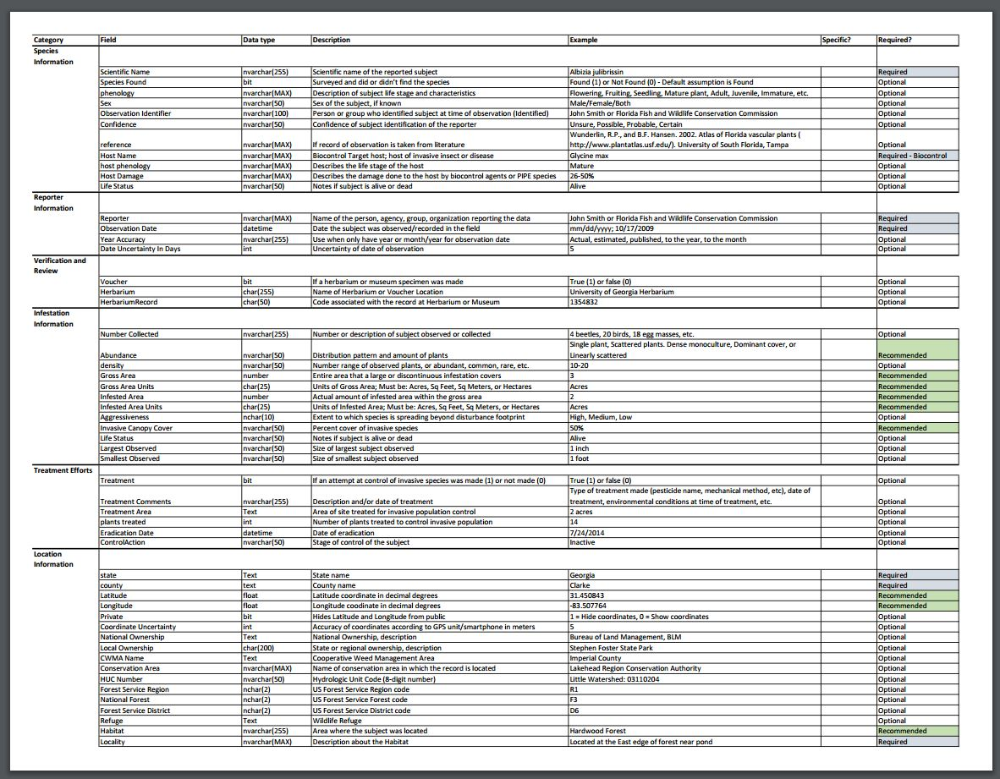 Category Field Data type Description Example Specific? Required?
Species
Information
Scientific Name nvarchar(255) Scientific name of the reported subject Albizia julibrissin Required
Species Found bit Surveyed and did or didn't find the species Found (1) or Not Found (0) - Default assumption is Found Optional
phenology nvarchar(MAX) Description of subject life stage and characteristics Flowering, Fruiting, Seedling, Mature plant, Adult, Juvenile, Immature, etc. Optional
Sex nvarchar(50) Sex of the subject, if known Male/Female/Both Optional
Observation Identifier nvarchar(100) Person or group who identified subject at time of observation (Identified) John Smith or Florida Fish and Wildlife Conservation Commission Optional
Confidence nvarchar(50) Confidence of subject identification of the reporter Unsure, Possible, Probable, Certain Optional
Wunderlin, R.P., and B.F. Hansen. 2002. Atlas of Florida vascular plants (
reference nvarchar(MAX) If record of observation is taken from literature http://www.plantatlas.usf.edu/). University of South Florida, Tampa Optional
Host Name nvarchar(MAX) Biocontrol Target host; host of invasive insect or disease Glycine max Required - Biocontrol
host phenology nvarchar(MAX) Describes the life stage of the host Mature Optional
Host Damage nvarchar(MAX) Describes the damage done to the host by biocontrol agents or PIPE species 26-50% Optional
Life Status nvarchar(50) Notes if subject is alive or dead Alive Optional
Reporter
Information
Reporter nvarchar(MAX) Name of the person, agency, group, organization reporting the data John Smith or Florida Fish and Wildlife Conservation Commission Required
Observation Date datetime Date the subject was observed/recorded in the field mm/dd/yyyy; 10/17/2009 Required
Year Accuracy nvarchar(255) Use when only have year or month/year for observation date Actual, estimated, published, to the year, to the month Optional
Date Uncertainty In Days int Uncertainty of date of observation 5 Optional
Verification and
Review
Voucher bit If a herbarium or museum specimen was made True (1) or false (0) Optional
Herbarium char(255) Name of Herbarium or Voucher Location University of Georgia Herbarium Optional
HerbariumRecord char(50) Code associated with the record at Herbarium or Museum 1354832 Optional
Infestation
Information
Number Collected nvarchar(255) Number or description of subject observed or collected 4 beetles, 20 birds, 18 egg masses, etc. Optional
Single plant, Scattered plants. Dense monoculture, Dominant cover, or
Abundance nvarchar(50) Distribution pattern and amount of plants Linearly scattered Recommended
density nvarchar(50) Number range of observed plants, or abundant, common, rare, etc. 10-20 Optional
Gross Area number Entire area that a large or discontinuous infestation covers 3 Recommended
Gross Area Units char(25) Units of Gross Area; Must be: Acres, Sq Feet, Sq Meters, or Hectares Acres Recommended
Infested Area number Actual amount of infested area within the gross area 2 Recommended
Infested Area Units char(25) Units of Infested Area; Must be: Acres, Sq Feet, Sq Meters, or Hectares Acres Recommended
Aggressiveness nchar(10) Extent to which species is spreading beyond disturbance footprint High, Medium, Low Optional
Invasive Canopy Cover nvarchar(50) Percent cover of invasive species 50% Recommended
Life Status nvarchar(50) Notes if subject is alive or dead Alive Optional
Largest Observed nvarchar(50) Size of largest subject observed 1 inch Optional
Smallest Observed nvarchar(50) Size of smallest subject observed 1 foot Optional
Treatment Efforts
Treatment bit If an attempt at control of invasive species was made (1) or not made (0) True (1) or false (0) Optional
Type of treatment made (pesticide name, mechanical method, etc), date of
Treatment Comments nvarchar(255) Description and/or date of treatment treatment, environmental conditions at time of treatment, etc. Optional
Treatment Area Text Area of site treated for invasive population control 2 acres Optional
plants treated int Number of plants treated to control invasive population 14 Optional
Eradication Date datetime Date of eradication 7/24/2014 Optional
ControlAction nvarchar(50) Stage of control of the subject Inactive Optional
Location
Information
state Text State name Georgia Required
county text County name Clarke Required
Latitude float Latitude coordinate in decimal degrees 31.450843 Recommended
Longitude float Longitude coodinate in decimal degrees -83.507764 Recommended
Private bit Hides Latitude and Longitude from public 1 = Hide coordinates, 0 = Show coordinates Optional
Coordinate Uncertainty int Accuracy of coordinates according to GPS unit/smartphone in meters 5 Optional
National Ownership Text National Ownership, description Bureau of Land Management, BLM Optional
Local Ownership char(200) State or regional ownership, description Stephen Foster State Park Optional
CWMA Name Text Cooperative Weed Management Area Imperial County Optional
Conservation Area nvarchar(MAX) Name of conservation area in which the record is located Lakehead Region Conservation Authority Optional
HUC Number nvarchar(50) Hydrologic Unit Code (8-digit number) Little Watershed: 03110204 Optional
Forest Service Region nchar(2) US Forest Service Region code R1 Optional
National Forest nchar(2) US Forest Service Forest code F3 Optional
Forest Service District nchar(2) US Forest Service District code D6 Optional
Refuge Text Wildlife Refuge Optional
Habitat nvarchar(255) Area where the subject was located Hardwood Forest Recommended
Locality nvarchar(MAX) Description about the Habitat Located at the East edge of forest near pond Required